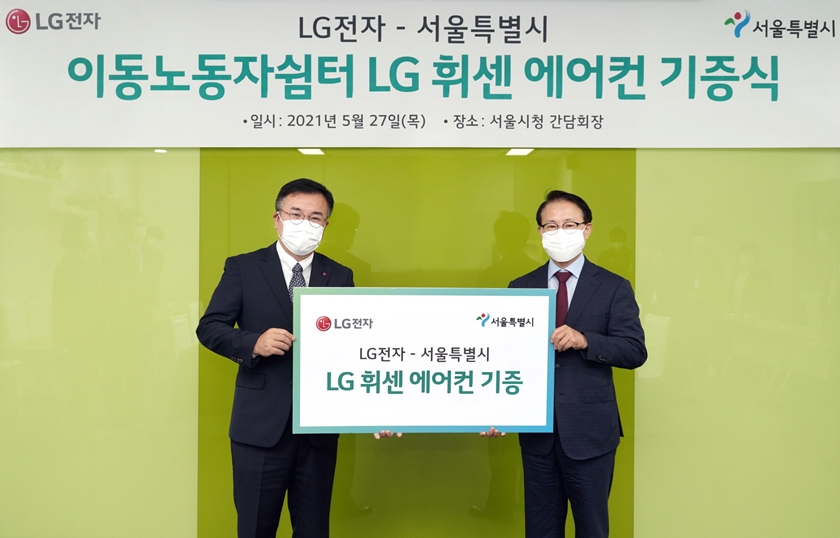 LG전자
서울특별시
LG전자 - 서울특별시
이동노동자쉼터 LG 휘센 에어컨 기증식
•일시 : 2021년 5월 27일(목) •장소 : 서울시청 간담회장
LG전자
서울특별시
LG전자 - 서울특별시
LG 휘센 에어컨 기증